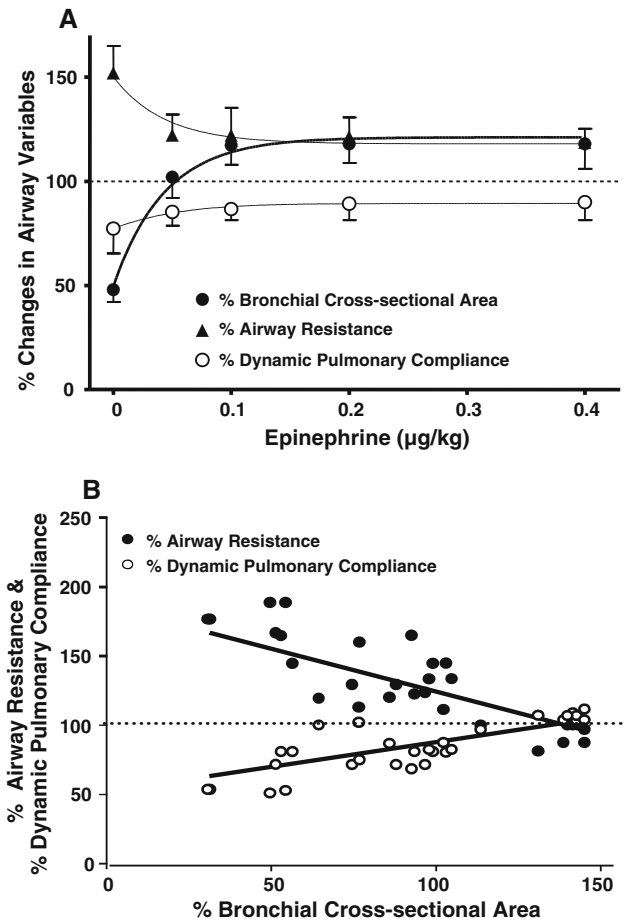 A
% Changes in Airway Variables
150
100
50
0
% Bronchial Cross-sectional Area
% Airway Resistance
% Dynamic Pulmonary Compliance
0 0.1 0.2 0.3 0.4
Epinephrine (µg/kg)
B
% Airway Resistance &
% Dynamic Pulmonary Compliance
250
200
150
100
50
0
% Airway Resistance
% Dynamic Pulmonary Compliance
0 50 100 150
% Bronchial Cross-sectional Area